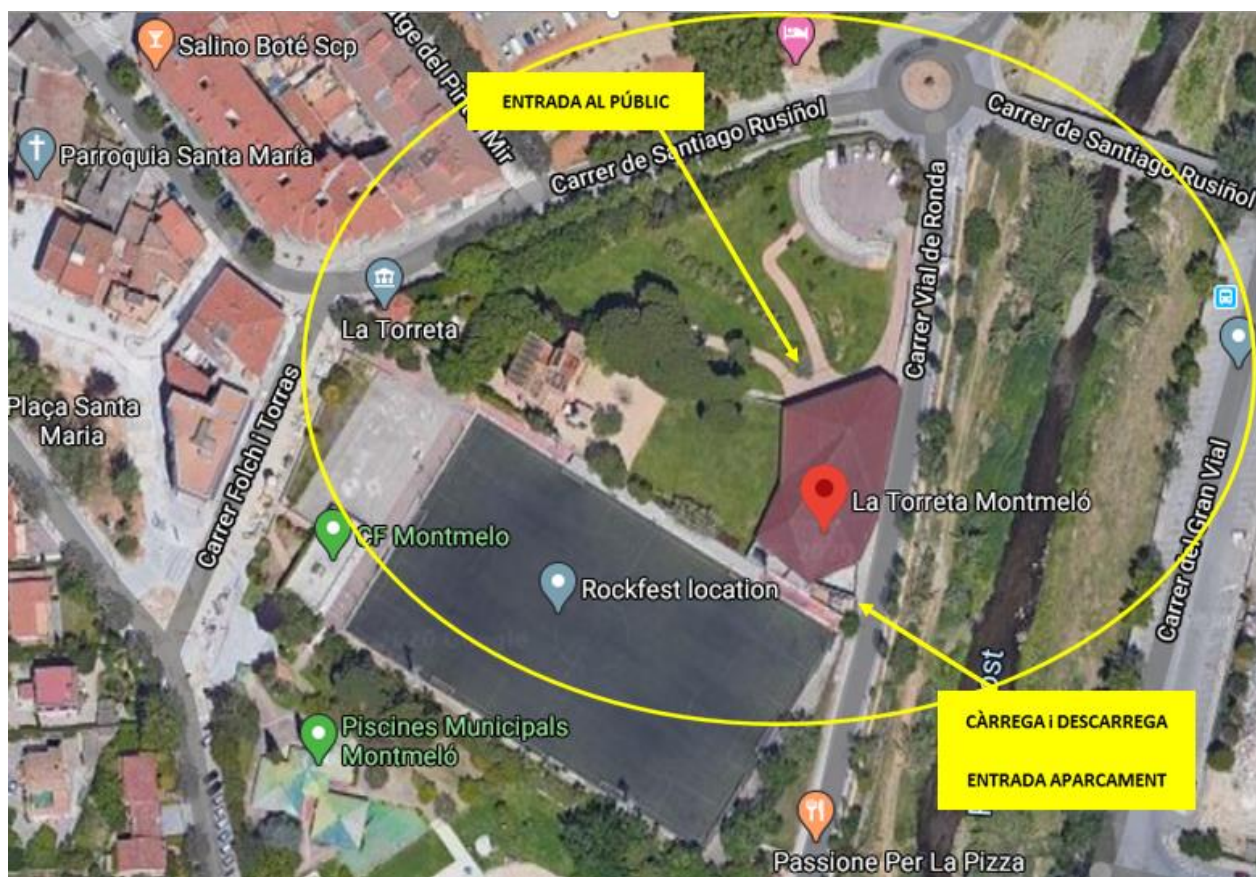 Salino Boté Scp
ENTRADA AL PÚBLIC
Carrer de Santiago Rusiñol
Carrer de Santiago Rusiñol
Parroquia Santa María
Carrer Vial de Ronda
La Torreta
Plaça Santa
Maria
Carrer Folch i Torras
La Torreta Montmeló
CF Montmelo
Rockfest location
Carrer del Gran Vial
CÀRREGA i DESCARREGA
ENTRADA APARCAMENT
Piscines Municipals
Montmeló
Passione Per La Pizza